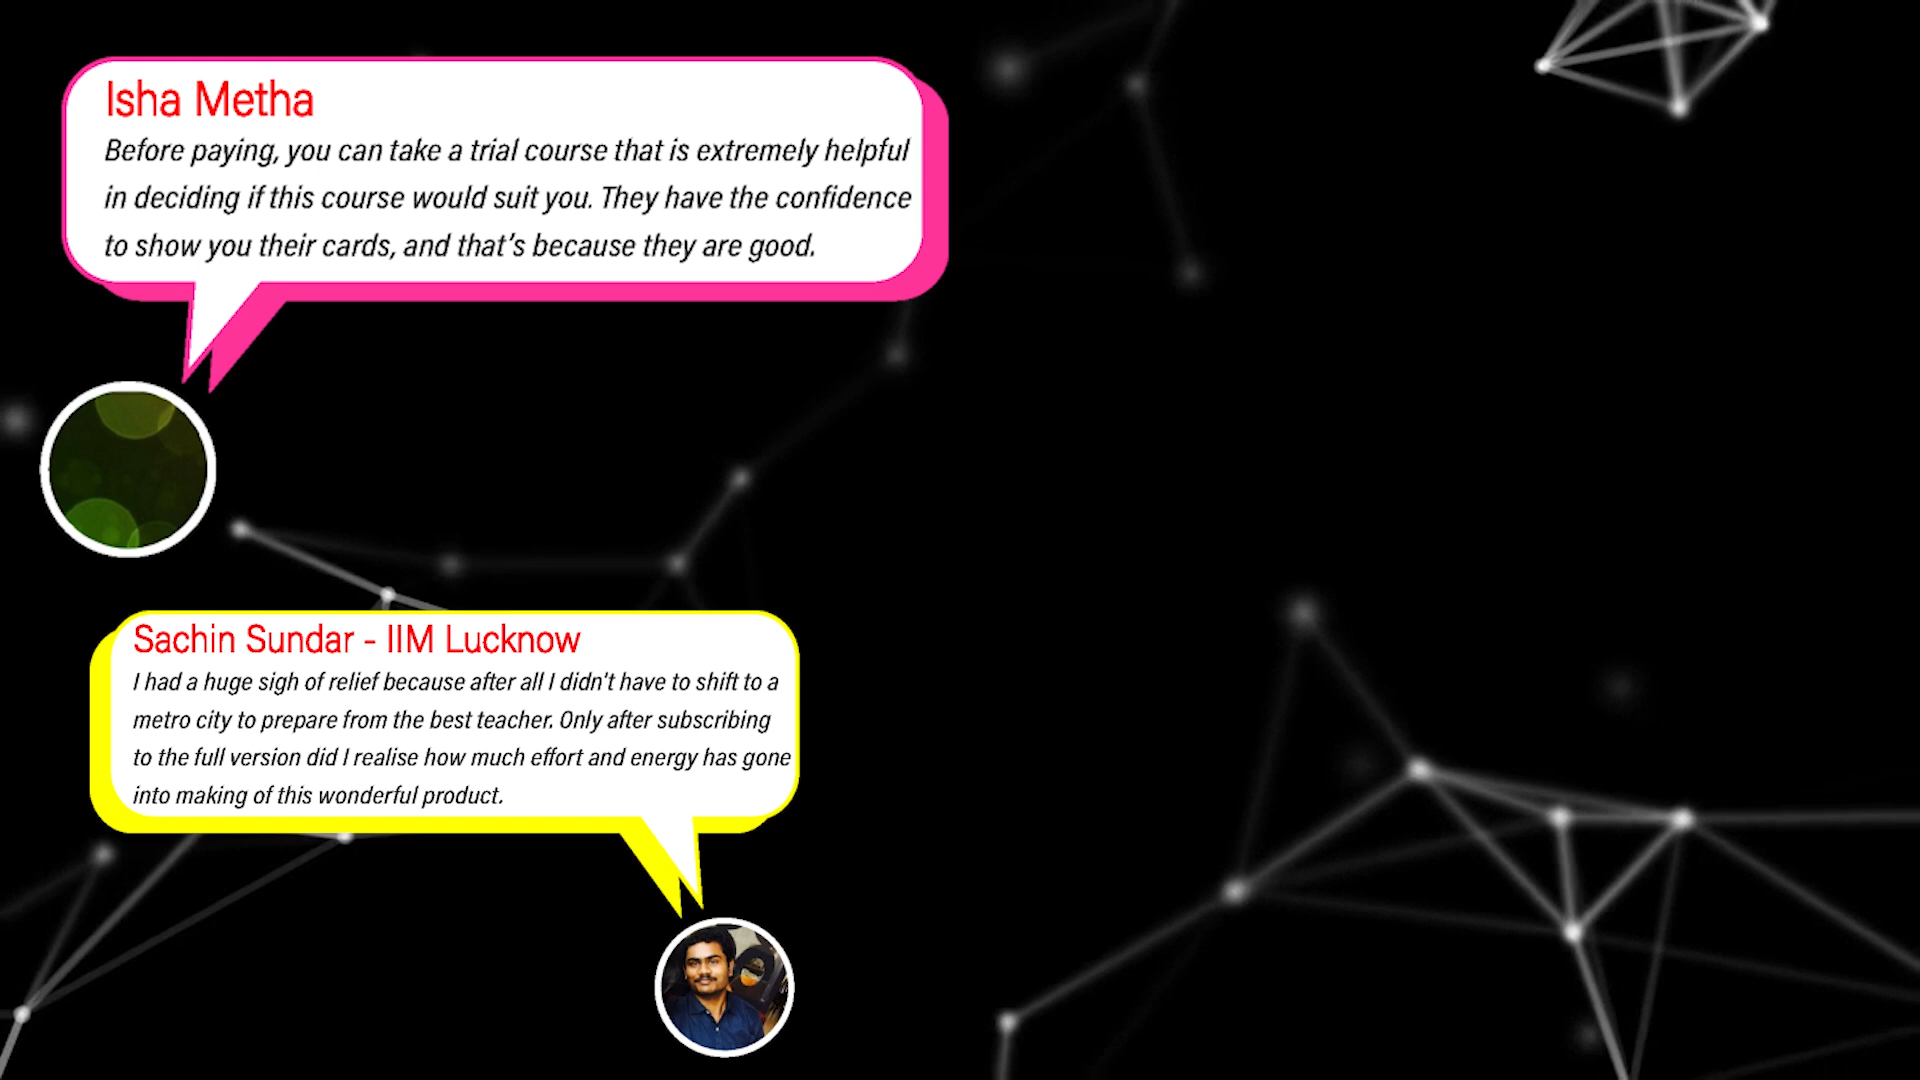 Isha Metha
Before paying, you can take a trial course that is extremely helpful
in deciding if this course would suit you. They have the confidence
to show you their cards, and that's because they are good.
Sachin Sundar - IIM Lucknow
I had a huge sigh of relief because after all I didn't have to shift to a
metro city to prepare from the best teacher. Only after subscribing
to the full version did I realise how much effort and energy has gone
into making of this wonderful product.